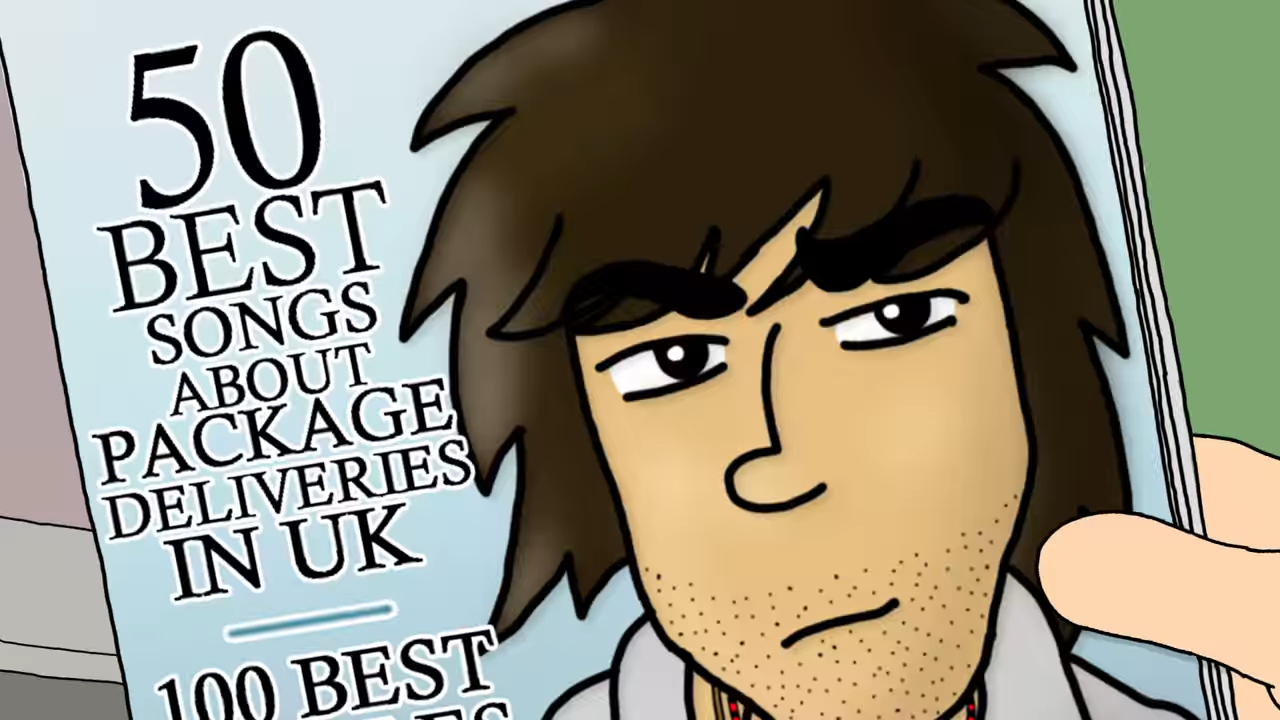 50
BEST
SONGS
ABOUT
PACKAGE
DELIVERIES
IN UK
100 BEST